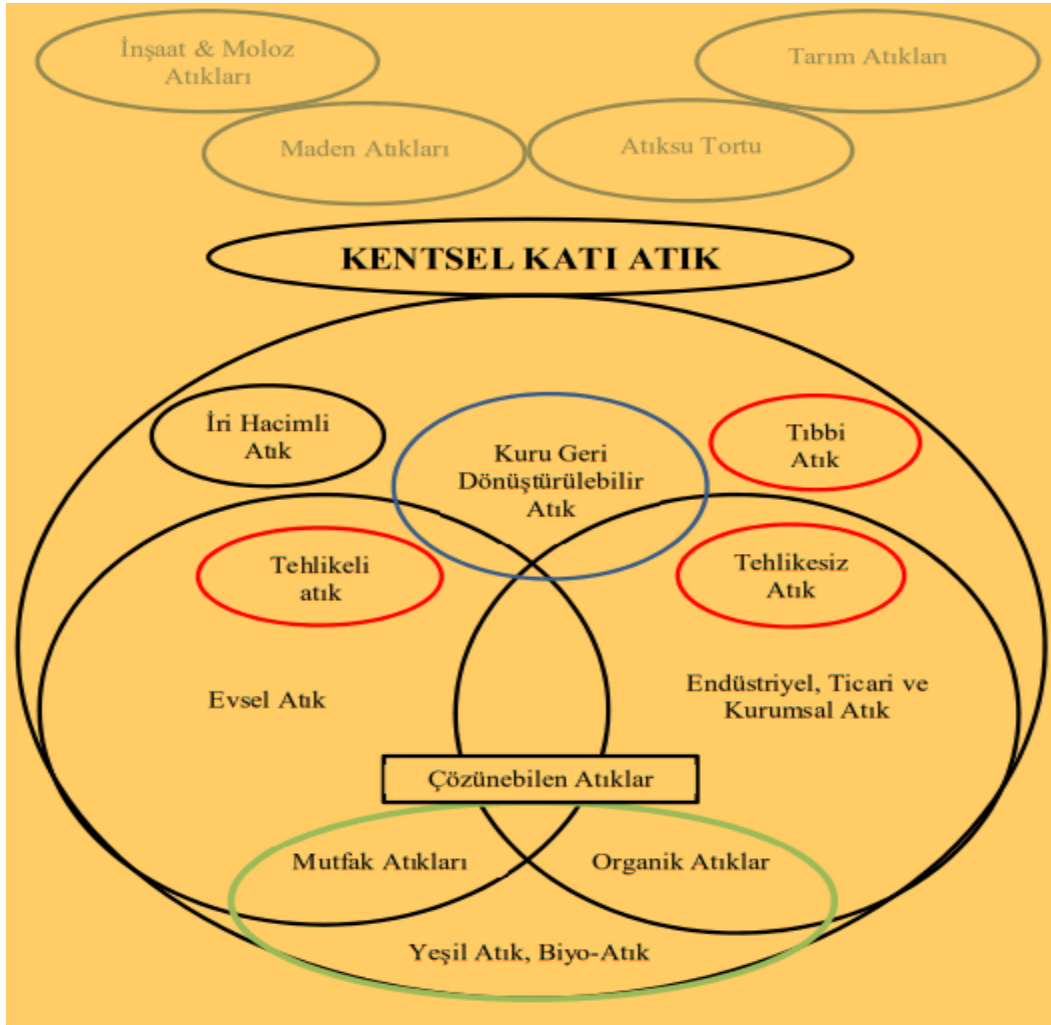 İnşaat & Moloz
Atıkları
Tarım Atıkları
Maden Atıkları
Atıksu Tortu
KENTSEL KATI ATIK
İri Hacimli
Atık
Kuru Geri
Dönüştürülebilir
Atık
Tıbbi
Atık
Tehlikeli
atık
Tehlikesiz
Atık
Evsel Atık
Endüstriyel, Ticari ve
Kurumsal Atık
Çözünebilen Atıklar
Mutfak Atıkları
Organik Atıklar
Yeşil Atık, Biyo-Atık